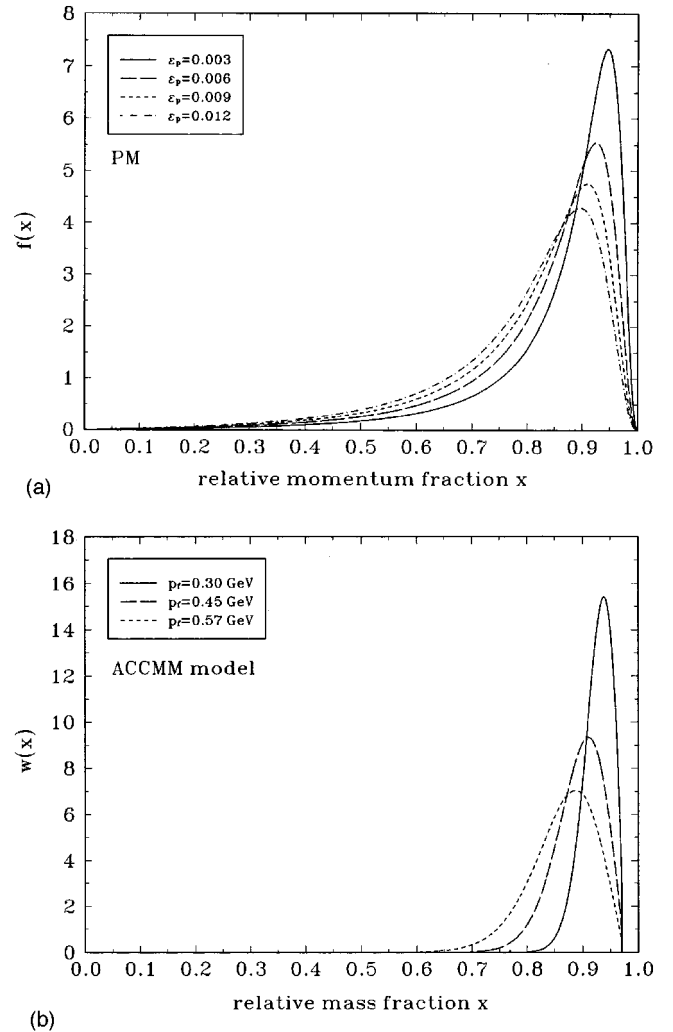 8
7
6
5
4
3
2
1
0
f(x)
εₚ=0.003
εₚ=0.006
εₚ=0.009
εₚ=0.012
PM
0.0 0.1 0.2 0.3 0.4 0.5 0.6 0.7 0.8 0.9 1.0
relative momentum fraction x
(a)
18
16
14
12
10
8
6
4
2
0
w(x)
p_f=0.30 GeV
p_f=0.45 GeV
p_f=0.57 GeV
ACCMM model
0.0 0.1 0.2 0.3 0.4 0.5 0.6 0.7 0.8 0.9 1.0
relative mass fraction x
(b)